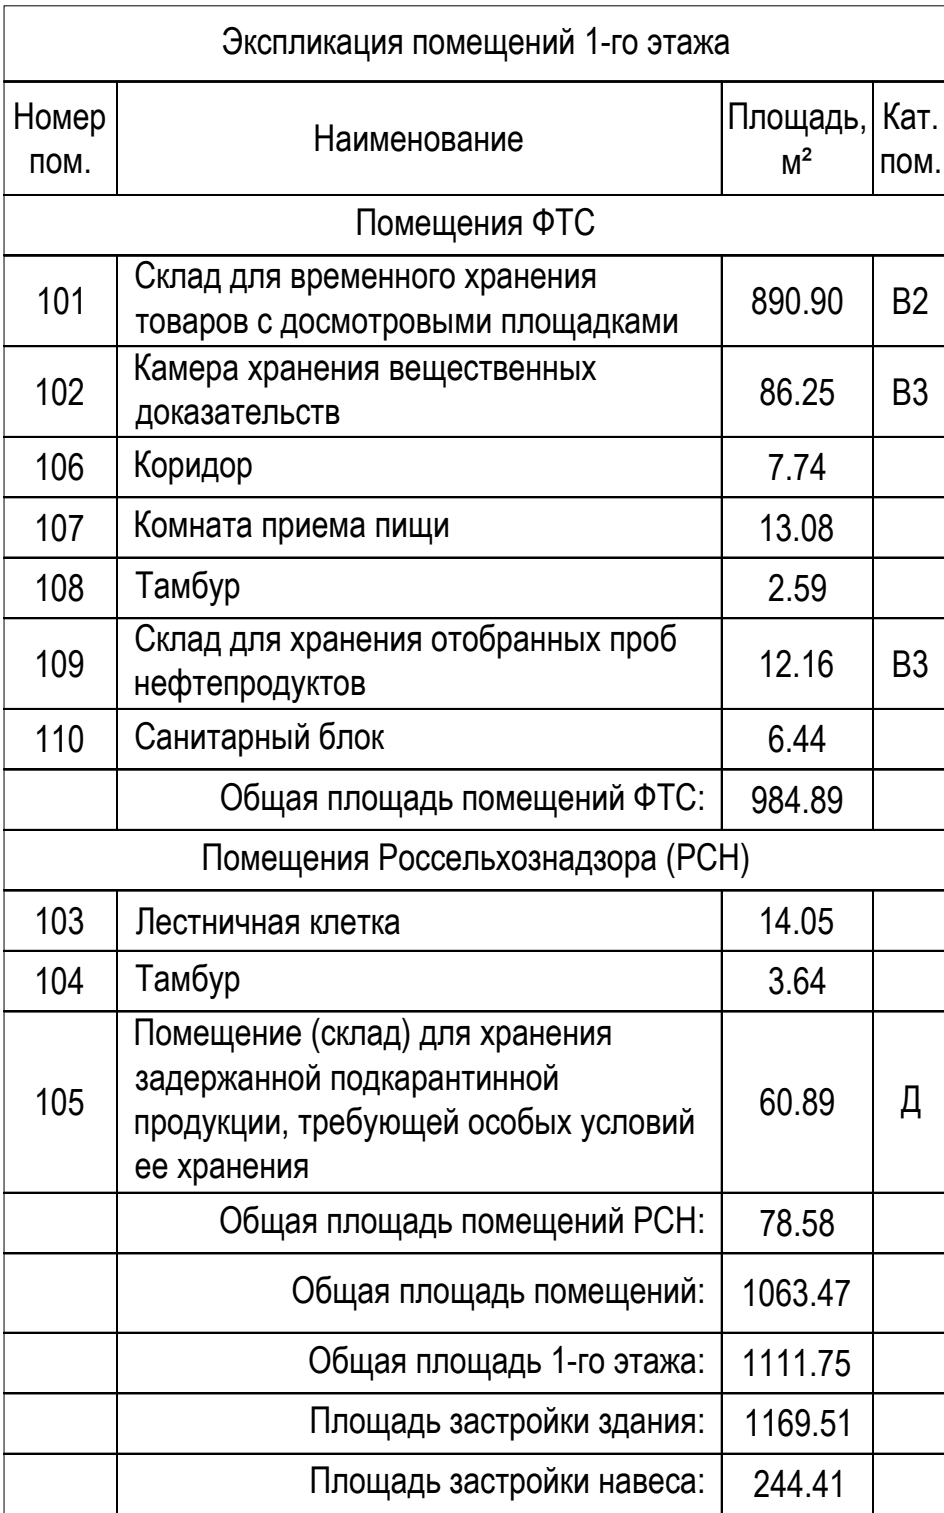 Экспликация помещений 1-го этажа
Номер пом. Наименование Площадь, м² Кат. пом.
Помещения ФТС
101 Склад для временного хранения
товаров с досмотровыми площадками 890.90 В2
102 Камера хранения вещественных
доказательств 86.25 В3
106 Коридор 7.74
107 Комната приема пищи 13.08
108 Тамбур 2.59
109 Склад для хранения отобранных проб
нефтепродуктов 12.16 В3
110 Санитарный блок 6.44
Общая площадь помещений ФТС: 984.89
Помещения Россельхознадзора (РСН)
103 Лестничная клетка 14.05
104 Тамбур 3.64
105 Помещение (склад) для хранения
задержанной подкарантинной
продукции, требующей особых условий
ее хранения 60.89 Д
Общая площадь помещений РСН: 78.58
Общая площадь помещений: 1063.47
Общая площадь 1-го этажа: 1111.75
Площадь застройки здания: 1169.51
Площадь застройки навеса: 244.41